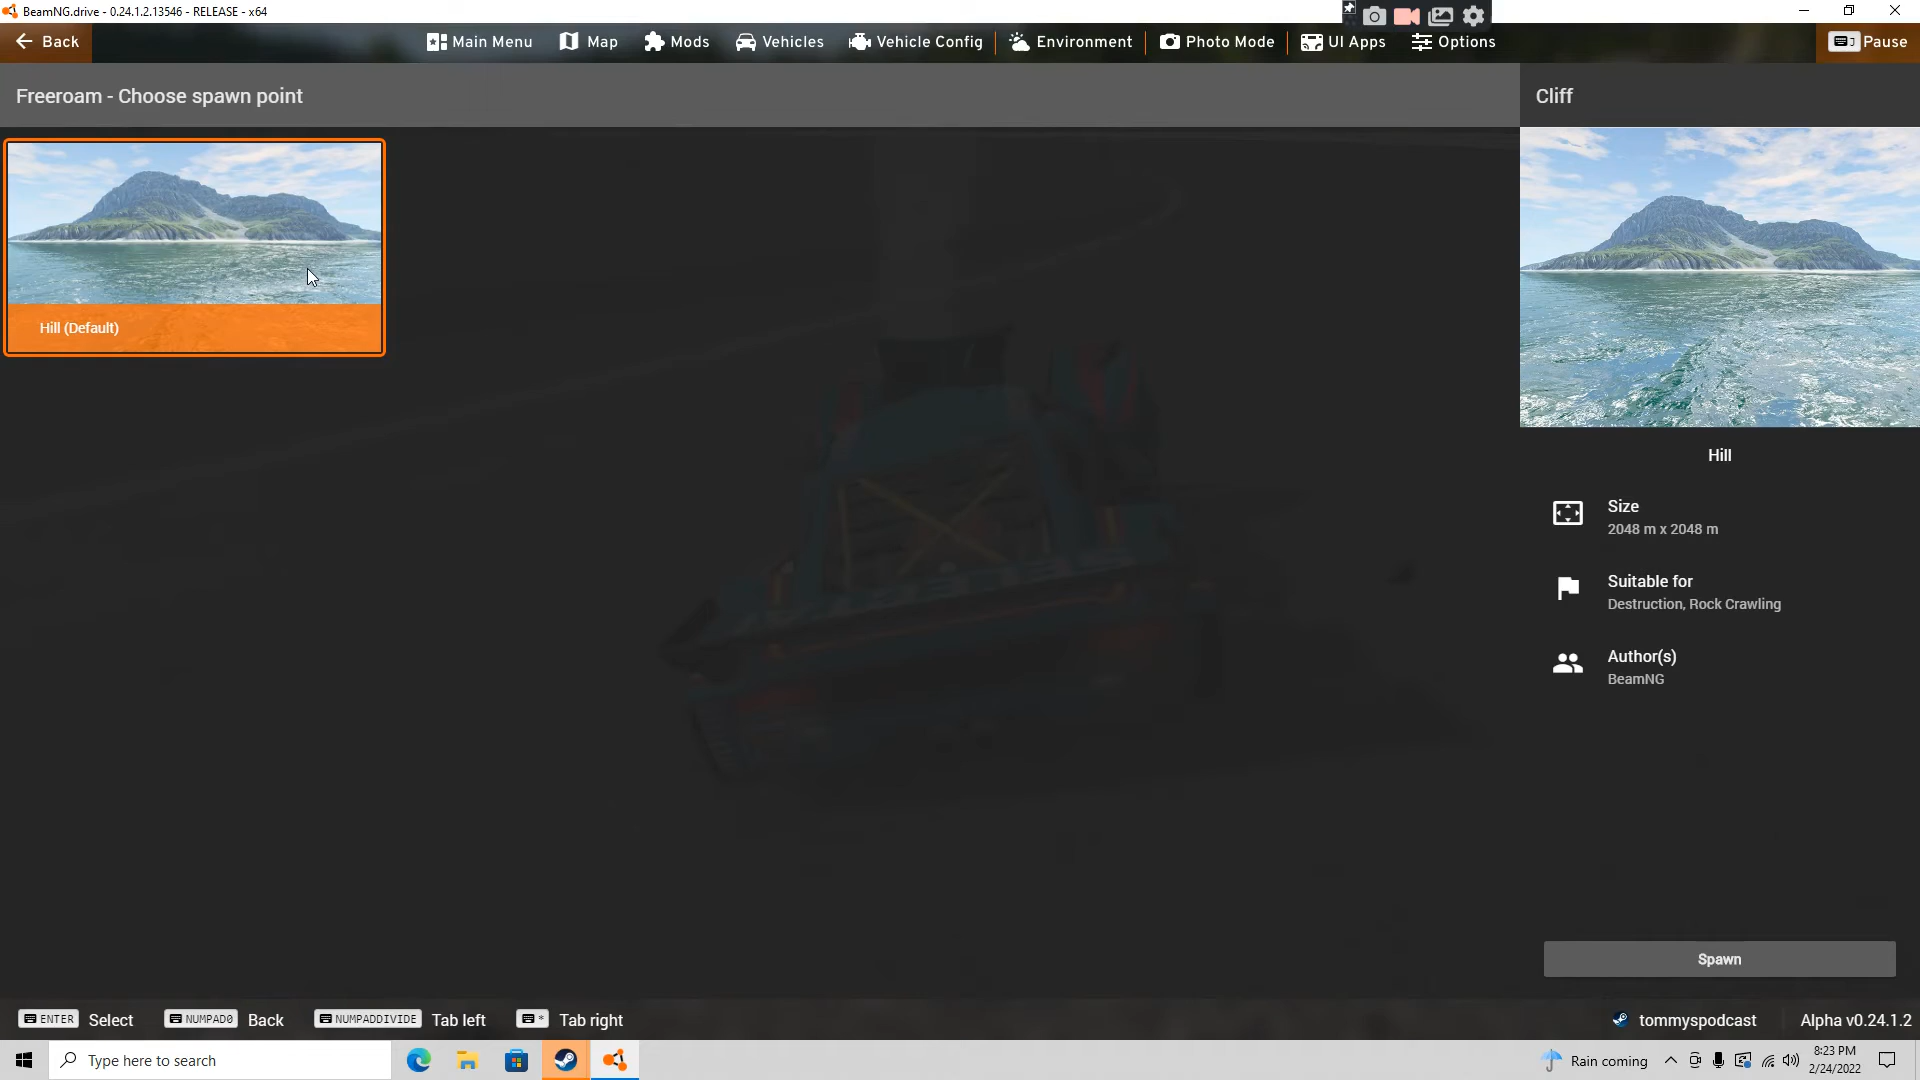 BeamNG.drive - 0.24.1.2.13546 - RELEASE - x64
Back
Main Menu
Map
Mods
Vehicles
Vehicle Config
Environment
Photo Mode
UI Apps
Options
J
Pause
Freeroam - Choose spawn point
Cliff
Hill (Default)
Hill
Size
2048 m x 2048 m
Suitable for
Destruction, Rock Crawling
Author(s)
BeamNG
Spawn
ENTER Select
NUMPAD0 Back
NUMPADDIVIDE Tab left
* Tab right
tommyspodcast
Alpha v0.24.1.2
Type here to search
Rain coming
8:23 PM
2/24/2022